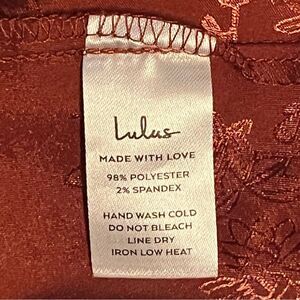 Lulus
MADE WITH LOVE
98% POLYESTER
2% SPANDEX
HAND WASH COLD
DO NOT BLEACH
LINE DRY
IRON LOW HEAT